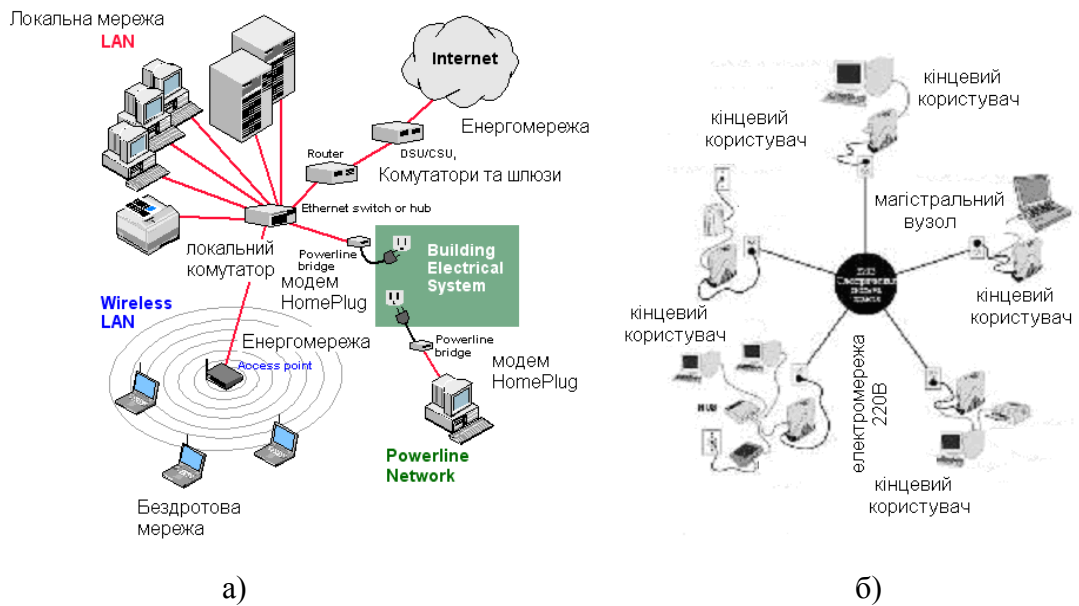 Локальна мережа
LAN
Internet
Енергомережа
Router
DSU/CSU,
Комутатори та шлюзи
Ethernet switch or hub
локальний
комутатор
Powerline
bridge
модем
HomePlug
Building
Electrical
System
Wireless
LAN
Енергомережа
Access point
Powerline
bridge
модем
HomePlug
Powerline
Network
Бездротова
мережа
а)
кінцевий
користувач
кінцевий
користувач
магістральний
вузол
кінцевий
користувач
кінцевий
користувач
HUB
електромережа
220В
кінцевий
користувач
б)